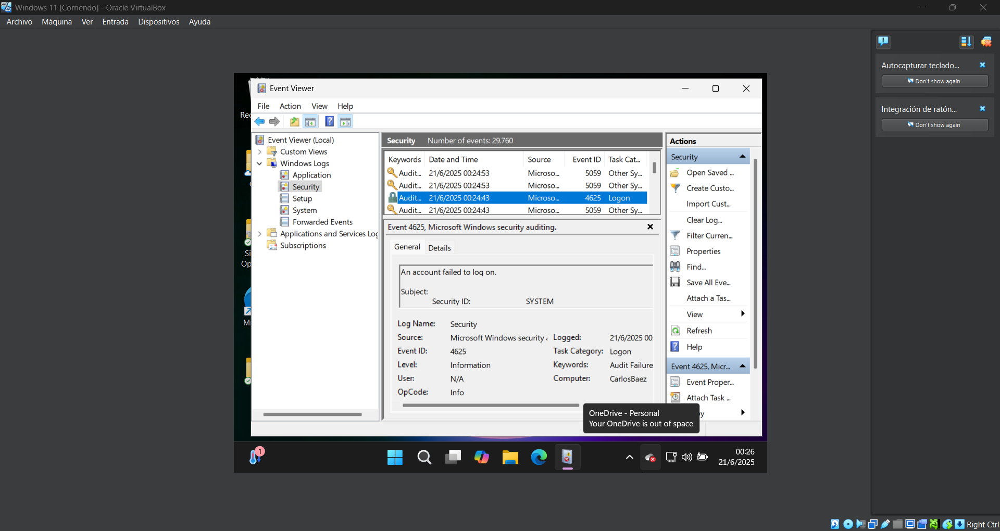 Windows 11 [Corriendo] - Oracle VirtualBox
Archivo Máquina Ver Entrada Dispositivos Ayuda
Autocapturar teclado...
Don't show again
Integración de ratón...
Don't show again
Event Viewer
File Action View Help
Event Viewer (Local)
Custom Views
Windows Logs
Application
Security
Setup
System
Forwarded Events
Applications and Services Log
Subscriptions
Security Number of events: 29.760
Keywords Date and Time Source Event ID Task Cat...
Audit... 21/6/2025 00:24:53 Microso... 5059 Other Sy...
Audit... 21/6/2025 00:24:53 Microso... 5059 Other Sy...
Audit... 21/6/2025 00:24:43 Microso... 4625 Logon
Audit... 21/6/2025 00:24:43 Microso... 5059 Other Sy...
Event 4625, Microsoft Windows security auditing.
General Details
An account failed to log on.
Subject:
Security ID: SYSTEM
Log Name: Security
Source: Microsoft Windows security Logged: 21/6/2025 00:
Event ID: 4625 Task Category: Logon
Level: Information Keywords: Audit Failure
User: N/A Computer: CarlosBaez
OpCode: Info
Actions
Security
Open Saved ...
Create Custo...
Import Cust...
Clear Log...
Filter Curren...
Properties
Find...
Save All Eve...
Attach a Tas...
View
Refresh
Help
Event 4625, Micr...
Event Proper...
Attach Task ...
OneDrive - Personal
Your OneDrive is out of space
1
00:26
21/6/2025
Right Ctrl